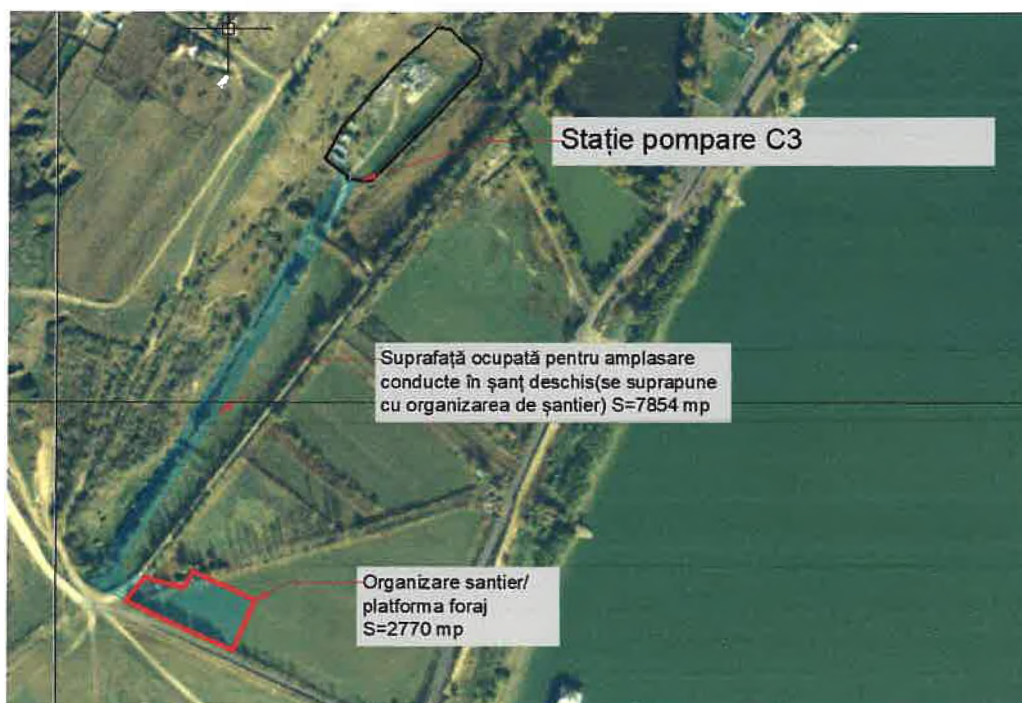 Stație pompare C3
Suprafață ocupată pentru amplasare
conducte în șanț deschis(se suprapune
cu organizarea de șantier) S=7854 mp
Organizare santier/
platforma foraj
S=2770 mp